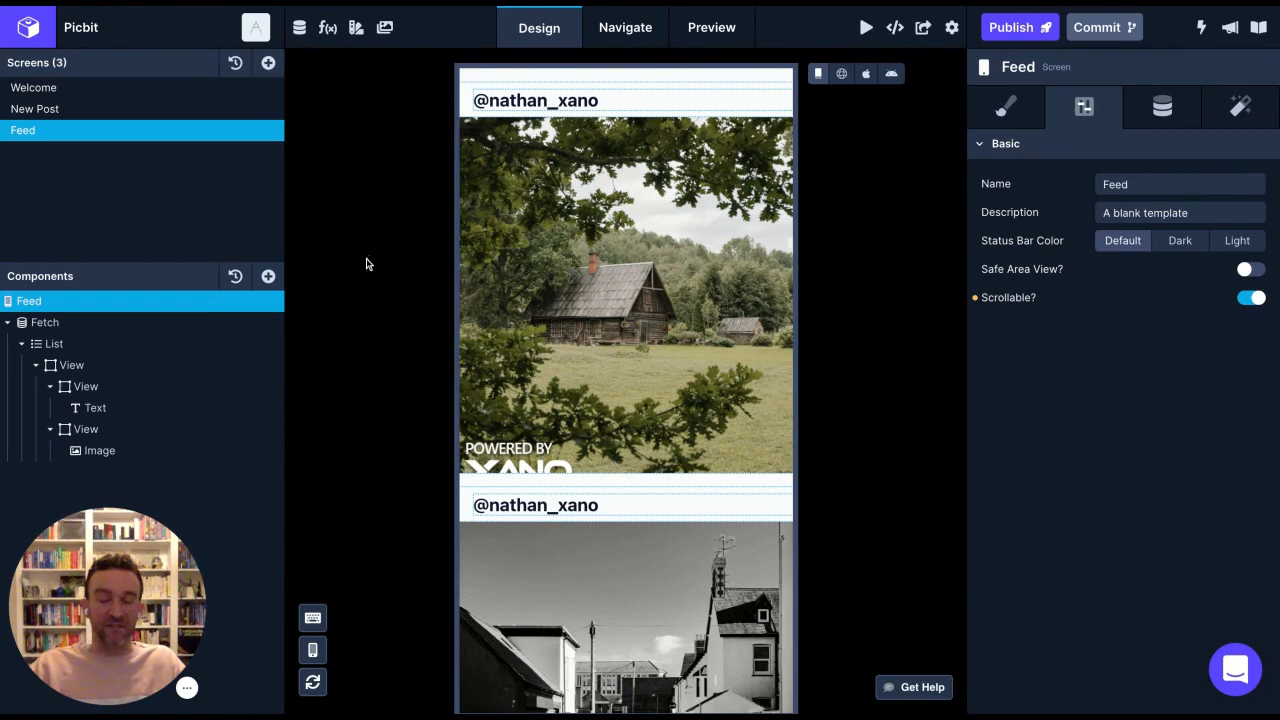 Picbit
f(x)
Design
Navigate
Preview
Publish
Commit
Screens (3)
Welcome
New Post
Feed
Components
Feed
Fetch
List
View
View
Text
View
Image
@nathan_xano
POWERED BY
XANO
@nathan_xano
Get Help
Feed Screen
Basic
Name Feed
Description A blank template
Status Bar Color Default Dark Light
Safe Area View?
Scrollable?